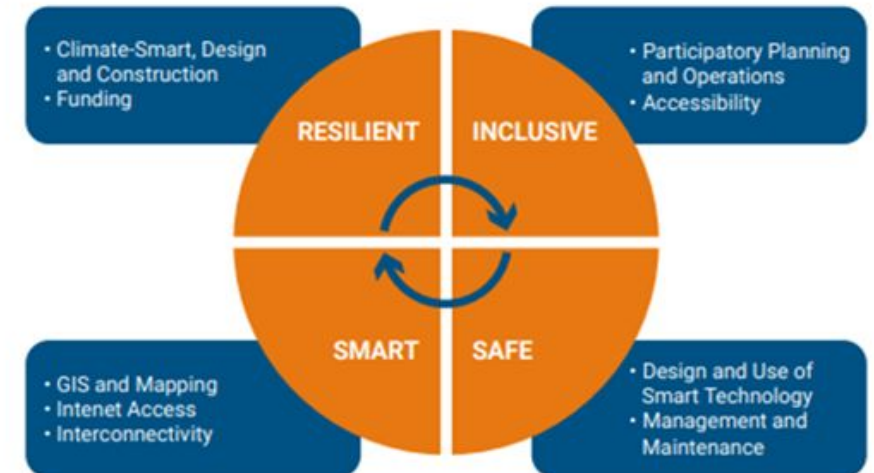 • Climate-Smart, Design
and Construction
• Funding
RESILIENT
INCLUSIVE
• Participatory Planning
and Operations
• Accessibility
SMART
SAFE
• GIS and Mapping
• Intenet Access
• Interconnectivity
• Design and Use of
Smart Technology
• Management and
Maintenance